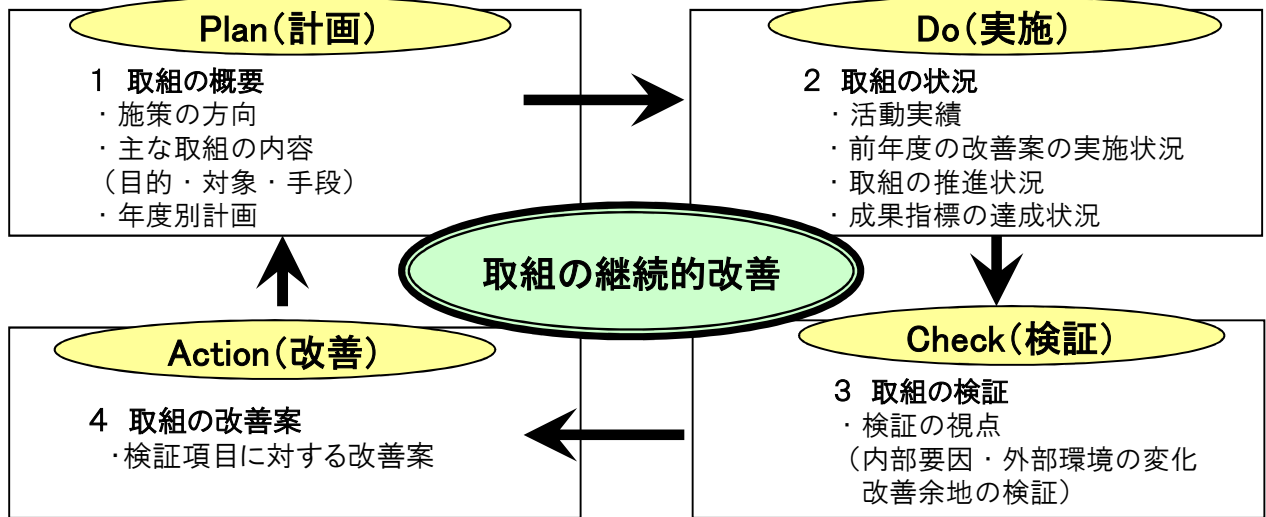 Plan（計画）
1 取組の概要
・施策の方向
・主な取組の内容
（目的・対象・手段）
・年度別計画
Do（実施）
2 取組の状況
・活動実績
・前年度の改善案の実施状況
・取組の推進状況
・成果指標の達成状況
取組の継続的改善
Action（改善）
4 取組の改善案
・検証項目に対する改善案
Check（検証）
3 取組の検証
・検証の視点
（内部要因・外部環境の変化
改善余地の検証）